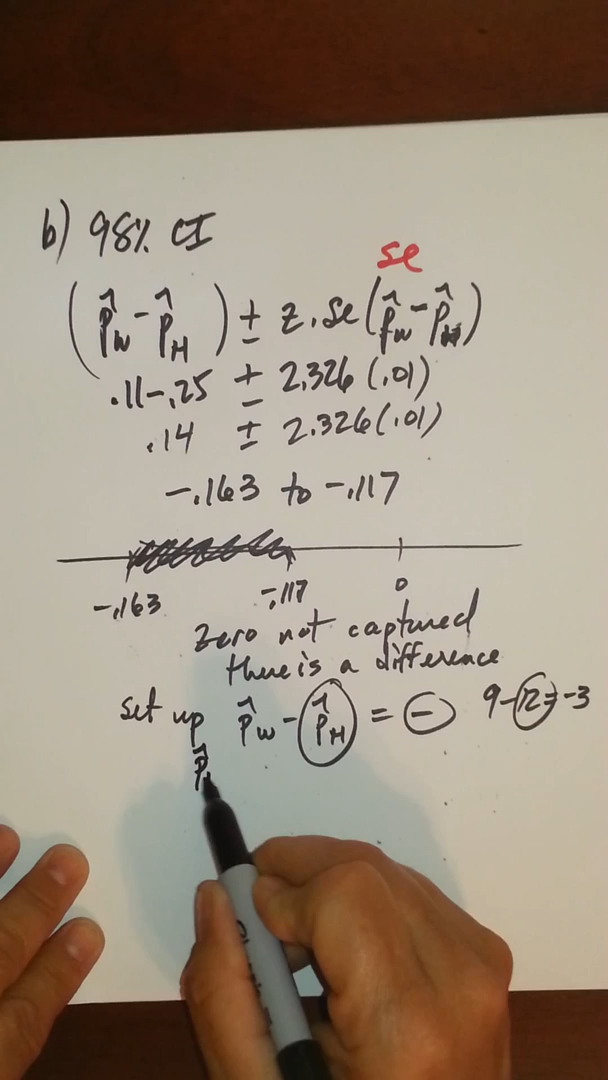 b) 98% CI
se
(p̂w - p̂H) ± z . se(p̂w - p̂H)
.11-.25 ± 2.326(.01)
.14 ± 2.326(.01)
-.163 to -.117
-.163 -.117 0
Zero not captured
there is a difference
set up p̂w - p̂H = - 9-12=-3
p̂